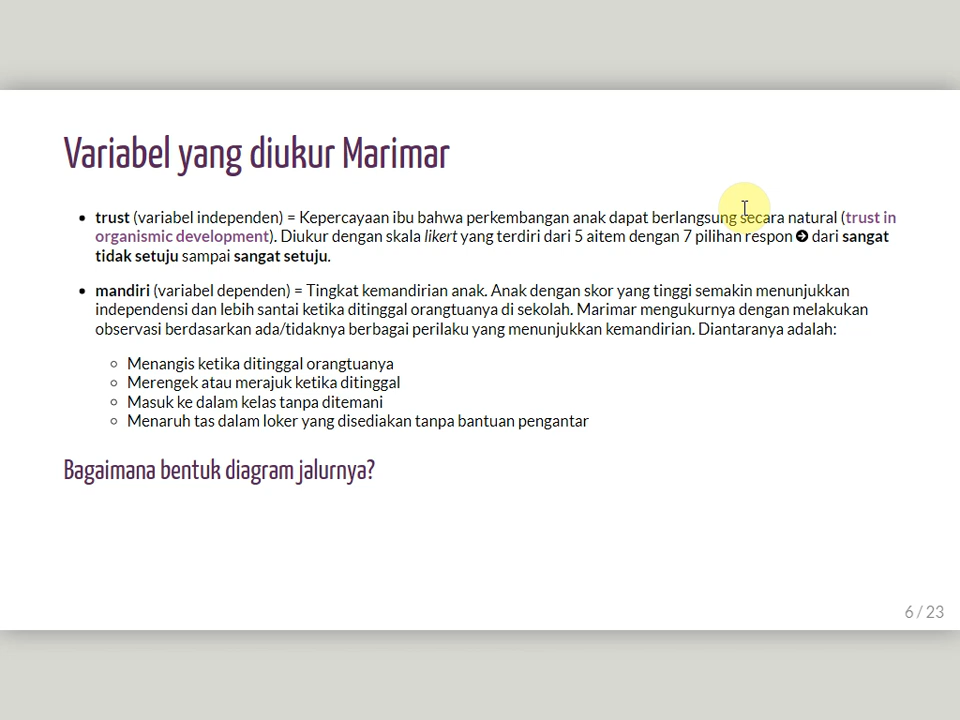 Variabel yang diukur Marimar
trust (variabel independen) = Kepercayaan ibu bahwa perkembangan anak dapat berlangsung secara natural (trust in
organismic development). Diukur dengan skala likert yang terdiri dari 5 aitem dengan 7 pilihan respon ➔ dari sangat
tidak setuju sampai sangat setuju.
mandiri (variabel dependen) = Tingkat kemandirian anak. Anak dengan skor yang tinggi semakin menunjukkan
independensi dan lebih santai ketika ditinggal orangtuanya di sekolah. Marimar mengukurnya dengan melakukan
observasi berdasarkan ada/tidaknya berbagai perilaku yang menunjukkan kemandirian. Diantaranya adalah:
Menangis ketika ditinggal orangtuanya
Merengek atau merajuk ketika ditinggal
Masuk ke dalam kelas tanpa ditemani
Menaruh tas dalam loker yang disediakan tanpa bantuan pengantar
Bagaimana bentuk diagram jalurnya?
6 / 23